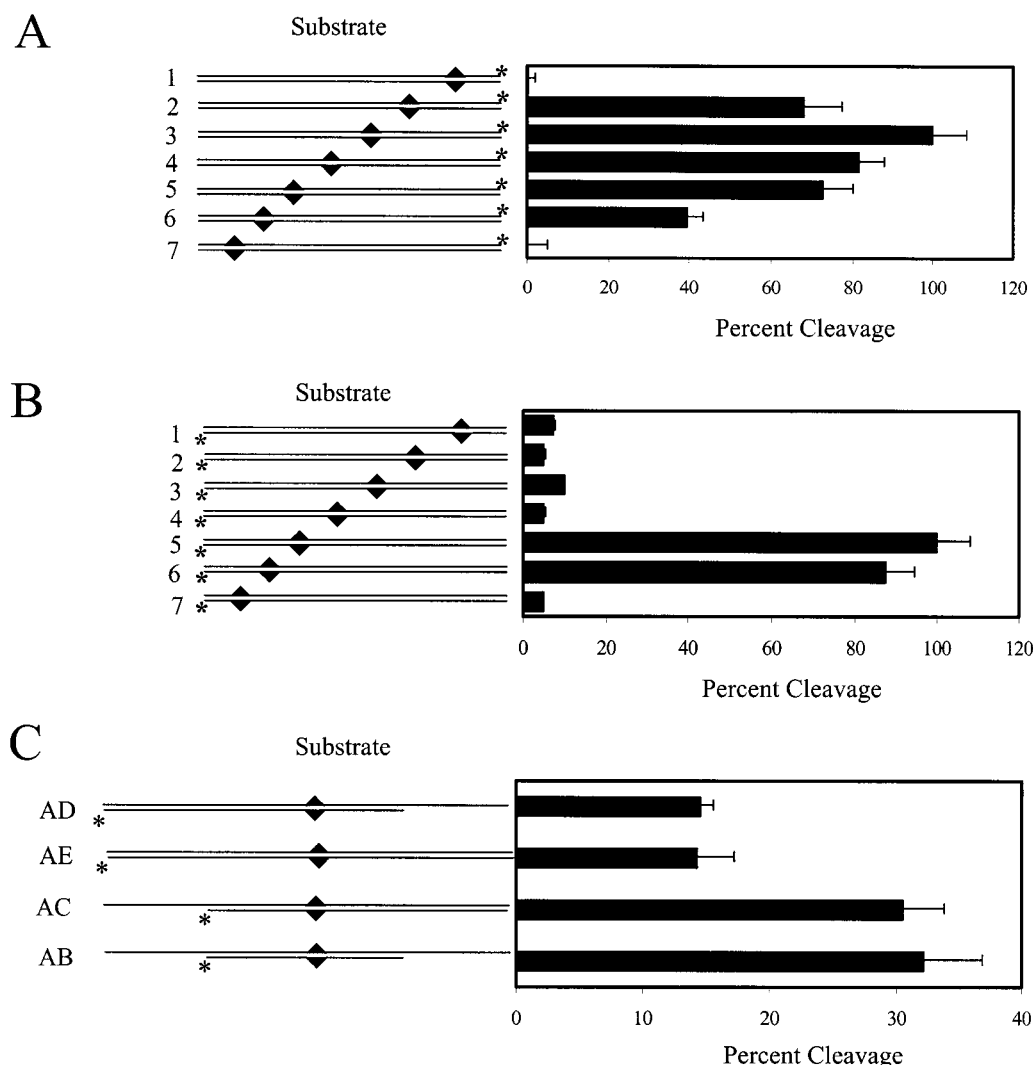 A
Substrate
1 *
2 *
3 *
4 *
5 *
6 *
7 *
0 20 40 60 80 100 120
Percent Cleavage
B
Substrate
1 *
2 *
3 *
4 *
5 *
6 *
7 *
0 20 40 60 80 100 120
Percent Cleavage
C
Substrate
AD *
AE *
AC *
AB *
0 10 20 30 40
Percent Cleavage